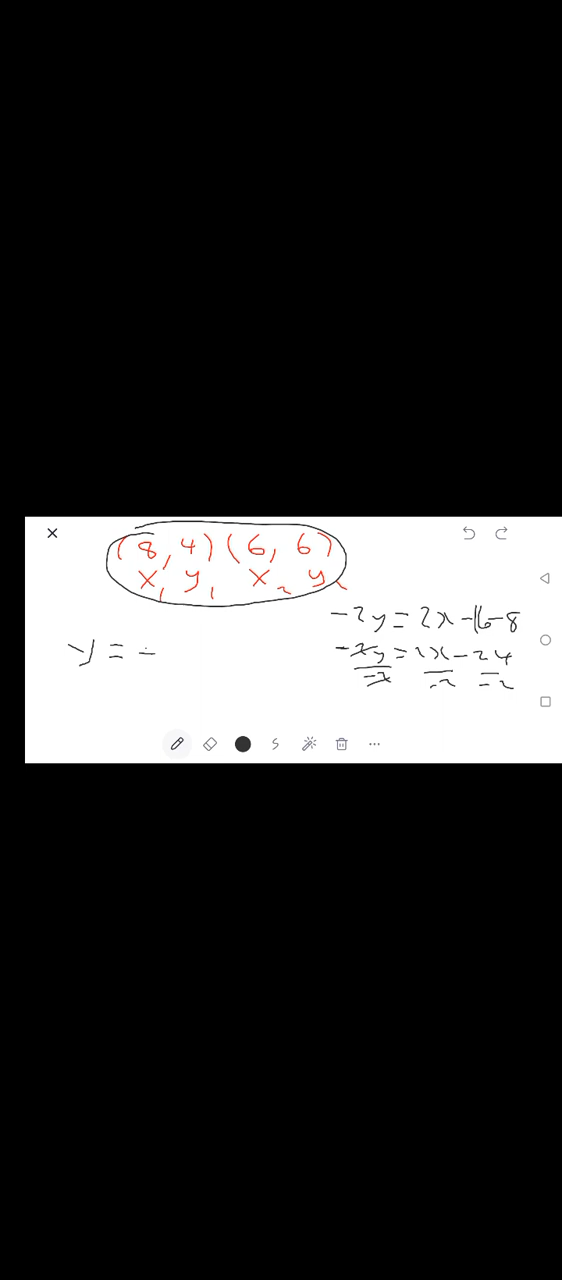 (8, 4) (6, 6)
x₁ y₁ x₂ y₂
-2y = 2x -16-8
y = -
-2y = 2x - 24
-2 -2 -2